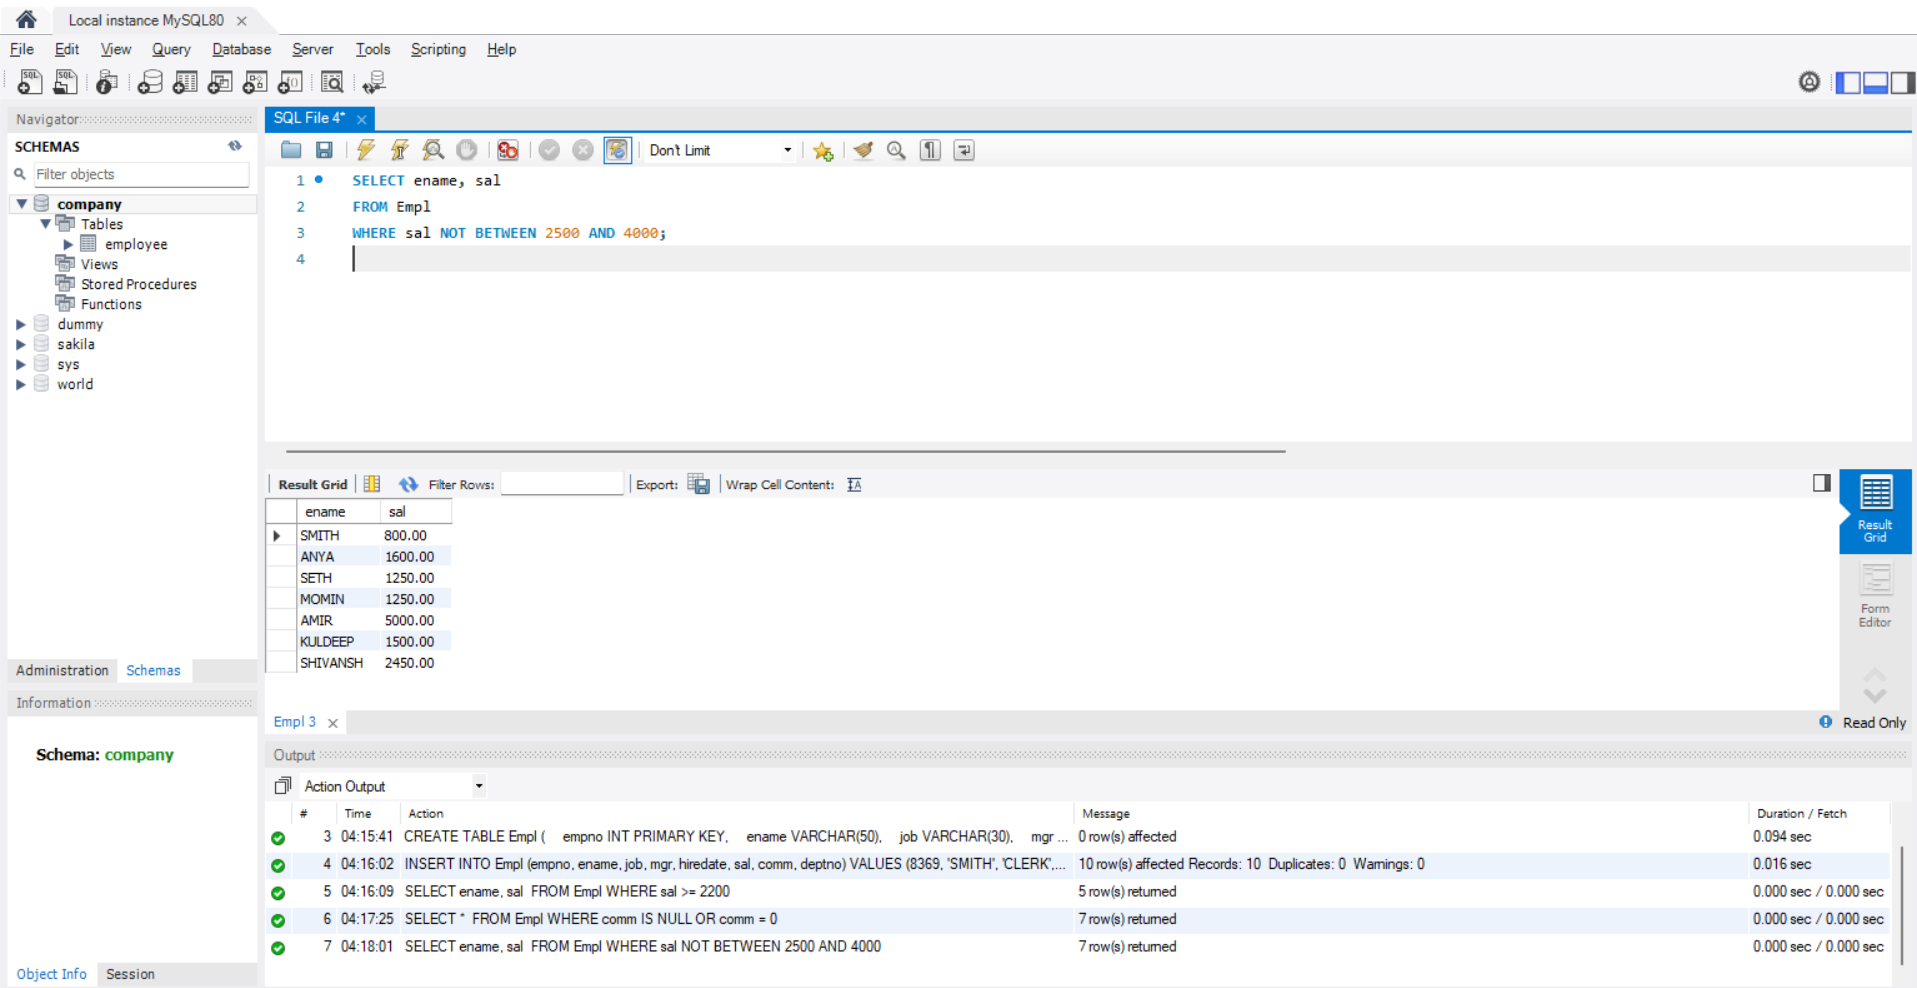 Local instance MySQL80
File Edit View Query Database Server Tools Scripting Help
Navigator
SCHEMAS
Filter objects
company
Tables
employee
Views
Stored Procedures
Functions
dummy
sakila
sys
world
Administration Schemas
Information
Schema: company
Object Info Session
SQL File 4*
Don't Limit
1 SELECT ename, sal
2 FROM Empl
3 WHERE sal NOT BETWEEN 2500 AND 4000;
4
Result Grid Filter Rows: Export: Wrap Cell Content:
ename sal
SMITH 800.00
ANYA 1600.00
SETH 1250.00
MOMIN 1250.00
AMIR 5000.00
KULDEEP 1500.00
SHIVANSH 2450.00
Result
Grid
Form
Editor
Empl 3
Read Only
Output
Action Output
# Time Action Message Duration / Fetch
3 04:15:41 CREATE TABLE Empl ( empno INT PRIMARY KEY, ename VARCHAR(50), job VARCHAR(30), mgr ... 0 row(s) affected 0.094 sec
4 04:16:02 INSERT INTO Empl (empno, ename, job, mgr, hiredate, sal, comm, deptno) VALUES (8369, 'SMITH', 'CLERK',... 10 row(s) affected Records: 10 Duplicates: 0 Warnings: 0 0.016 sec
5 04:16:09 SELECT ename, sal FROM Empl WHERE sal >= 2200 5 row(s) returned 0.000 sec / 0.000 sec
6 04:17:25 SELECT * FROM Empl WHERE comm IS NULL OR comm = 0 7 row(s) returned 0.000 sec / 0.000 sec
7 04:18:01 SELECT ename, sal FROM Empl WHERE sal NOT BETWEEN 2500 AND 4000 7 row(s) returned 0.000 sec / 0.000 sec